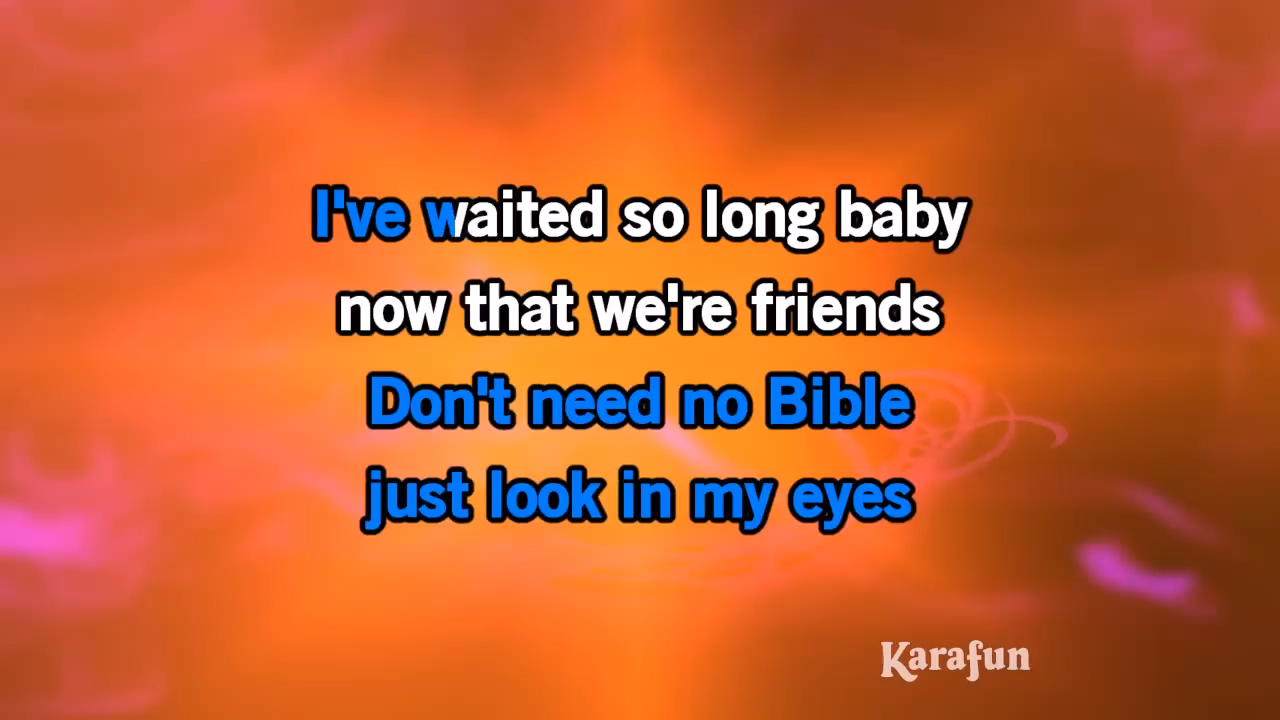 I've waited so long baby
now that we're friends
Don't need no Bible
just look in my eyes
Karafun